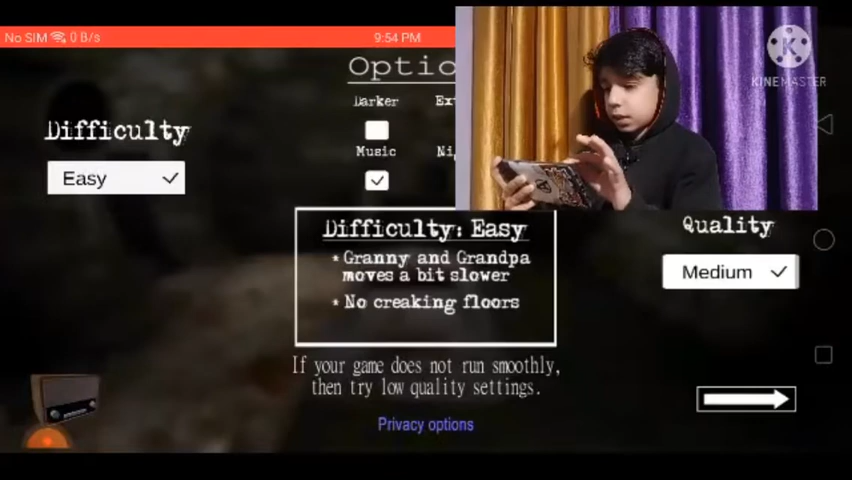 No SIM 0 B/s
9:54 PM
KINEMASTER
Optio
Darker
Ex
Difficulty
Music
Ni
Easy
Difficulty: Easy
* Granny and Grandpa
moves a bit slower
* No creaking floors
Quality
Medium
If your game does not run smoothly,
then try low quality settings.
Privacy options